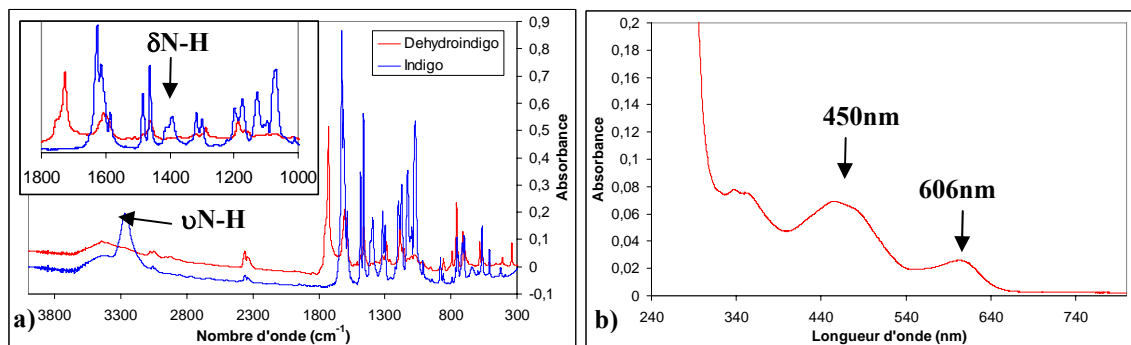 δN-H
1800 1600 1400 1200 1000
Dehydroindigo
Indigo
υN-H
0,9
0,8
0,7
0,6
0,5
0,4
0,3
0,2
0,1
0
-0,1
Absorbance
3800 3300 2800 2300 1800 1300 800 300
a)
Nombre d'onde (cm-1)
0,2
0,18
0,16
0,14
0,12
0,1
0,08
0,06
0,04
0,02
0
Absorbance
450nm
606nm
240 340 440 540 640 740
b)
Longueur d'onde (nm)